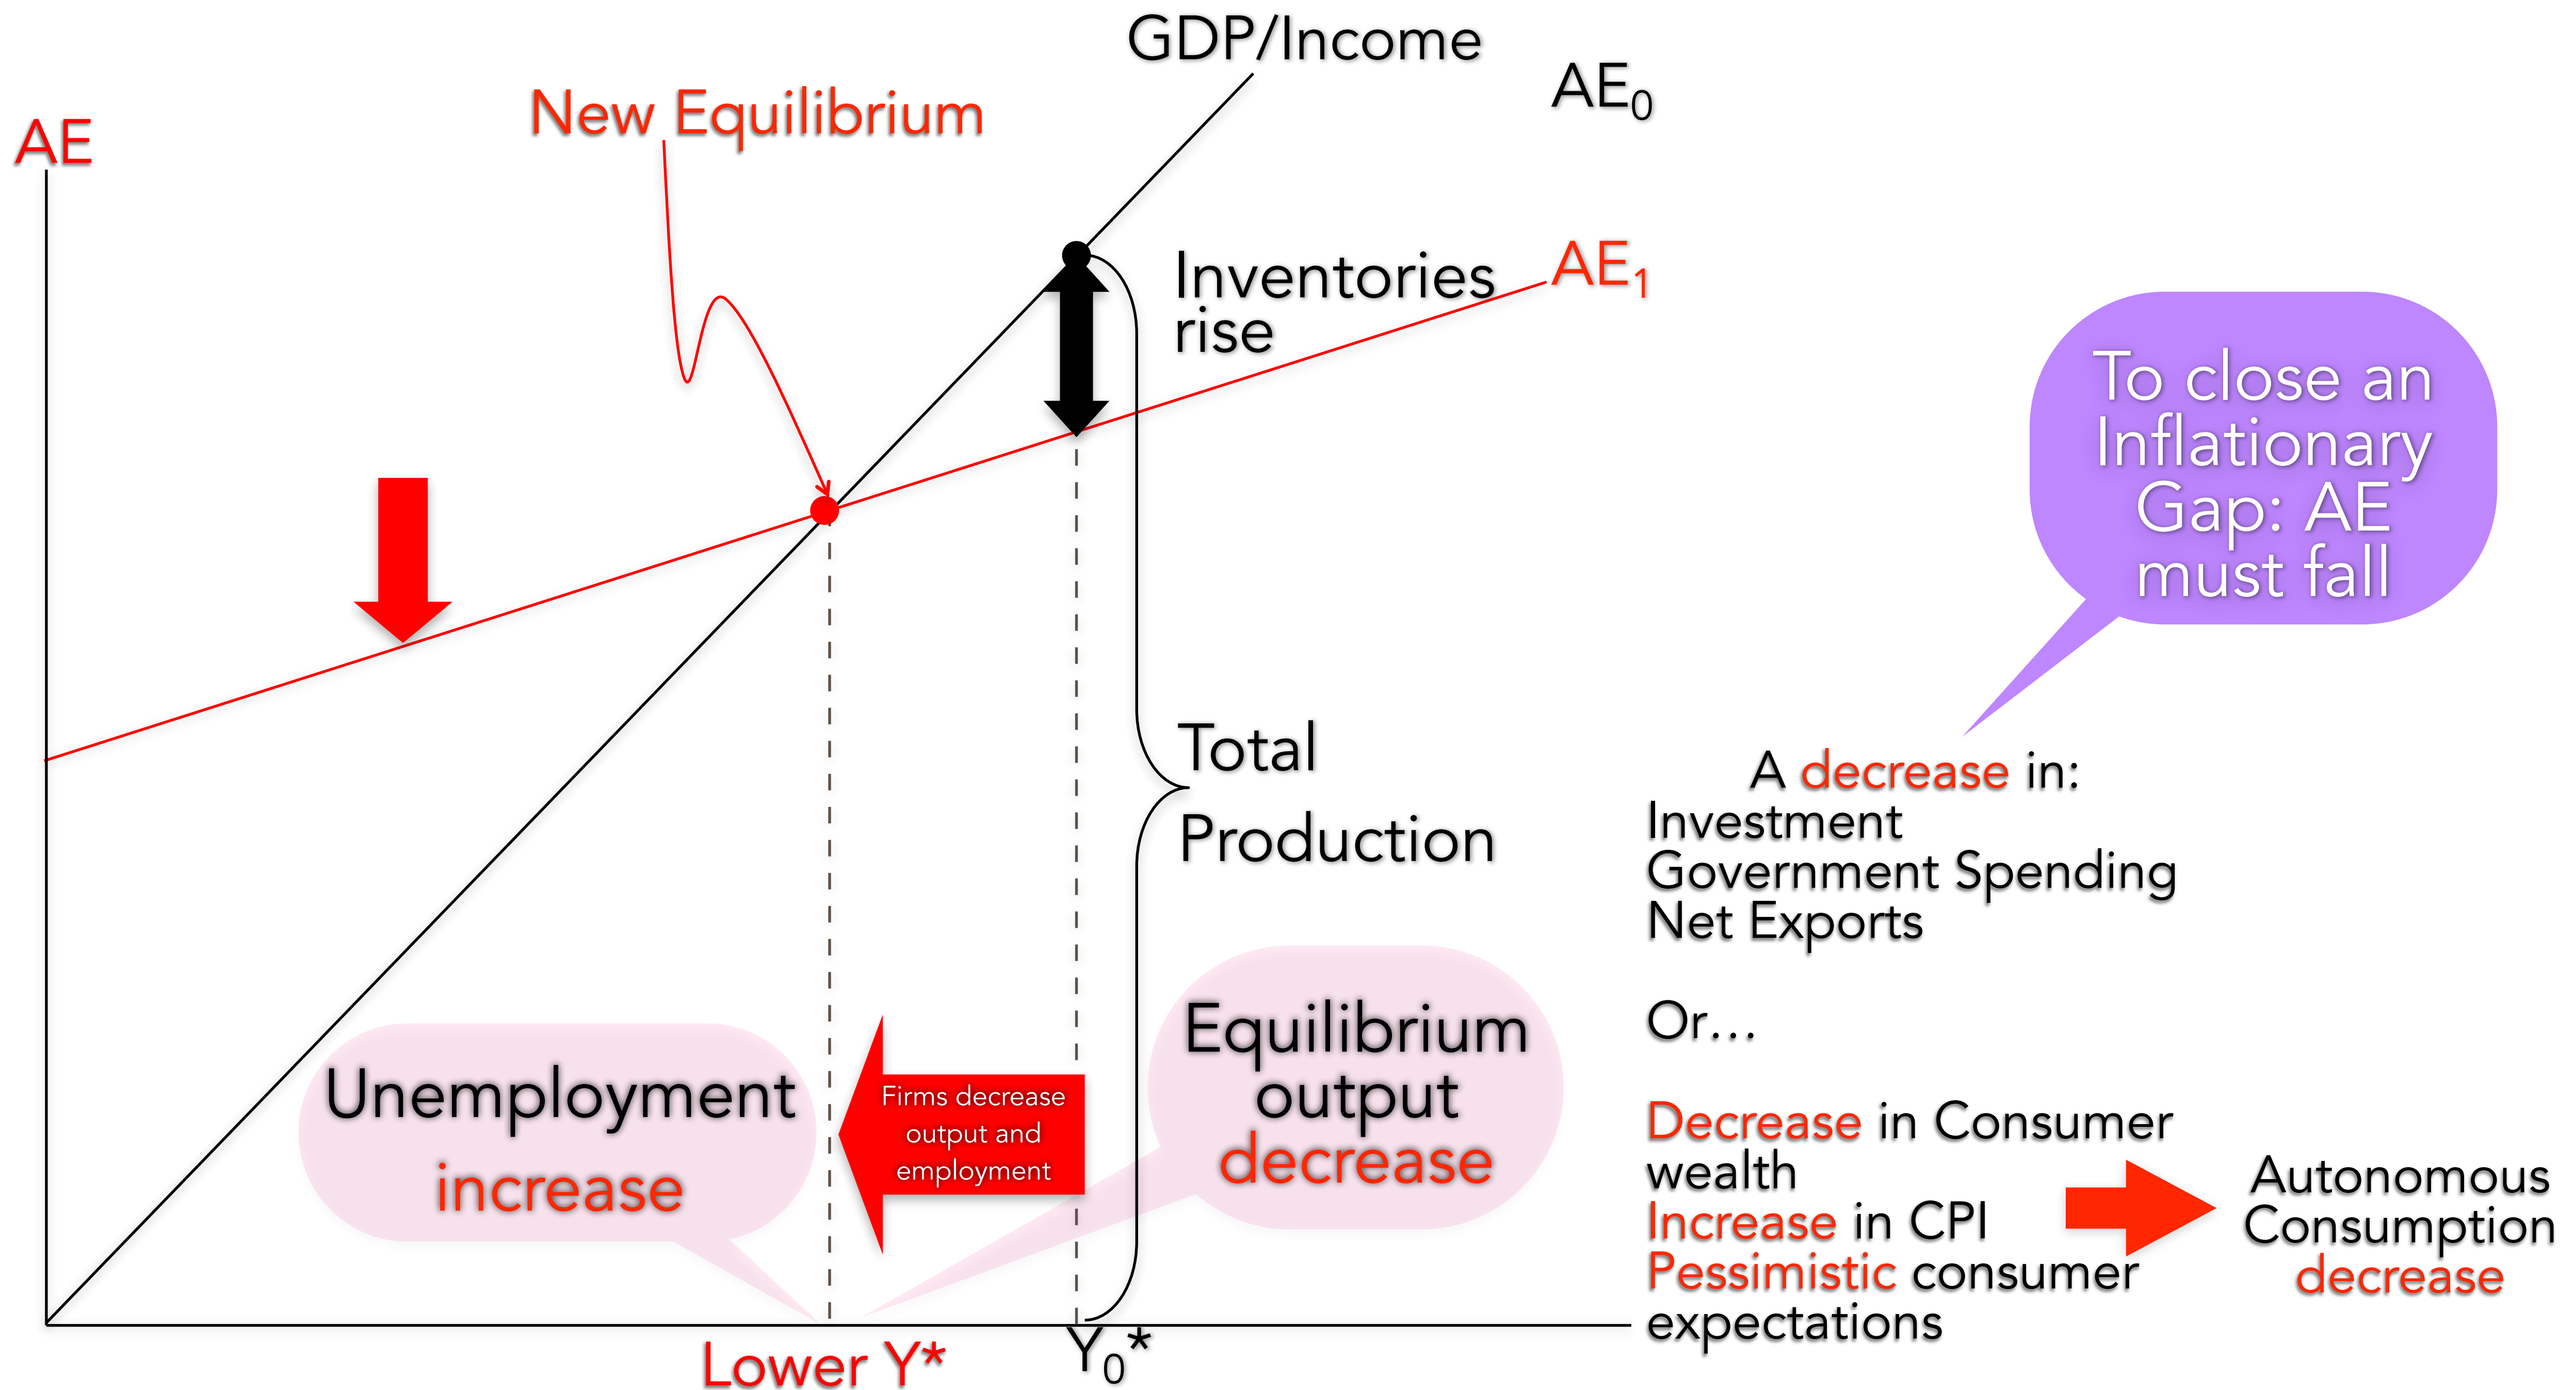 GDP/Income
AE₀
New Equilibrium
AE
Inventories
rise
AE₁
To close an
Inflationary
Gap: AE
must fall
Total
Production
A decrease in:
Investment
Government Spending
Net Exports
Or…
Decrease in Consumer
wealth
Increase in CPI
Pessimistic consumer
expectations
Autonomous
Consumption
decrease
Equilibrium
output
decrease
Firms decrease
output and
employment
Unemployment
increase
Lower Y*
Y₀*